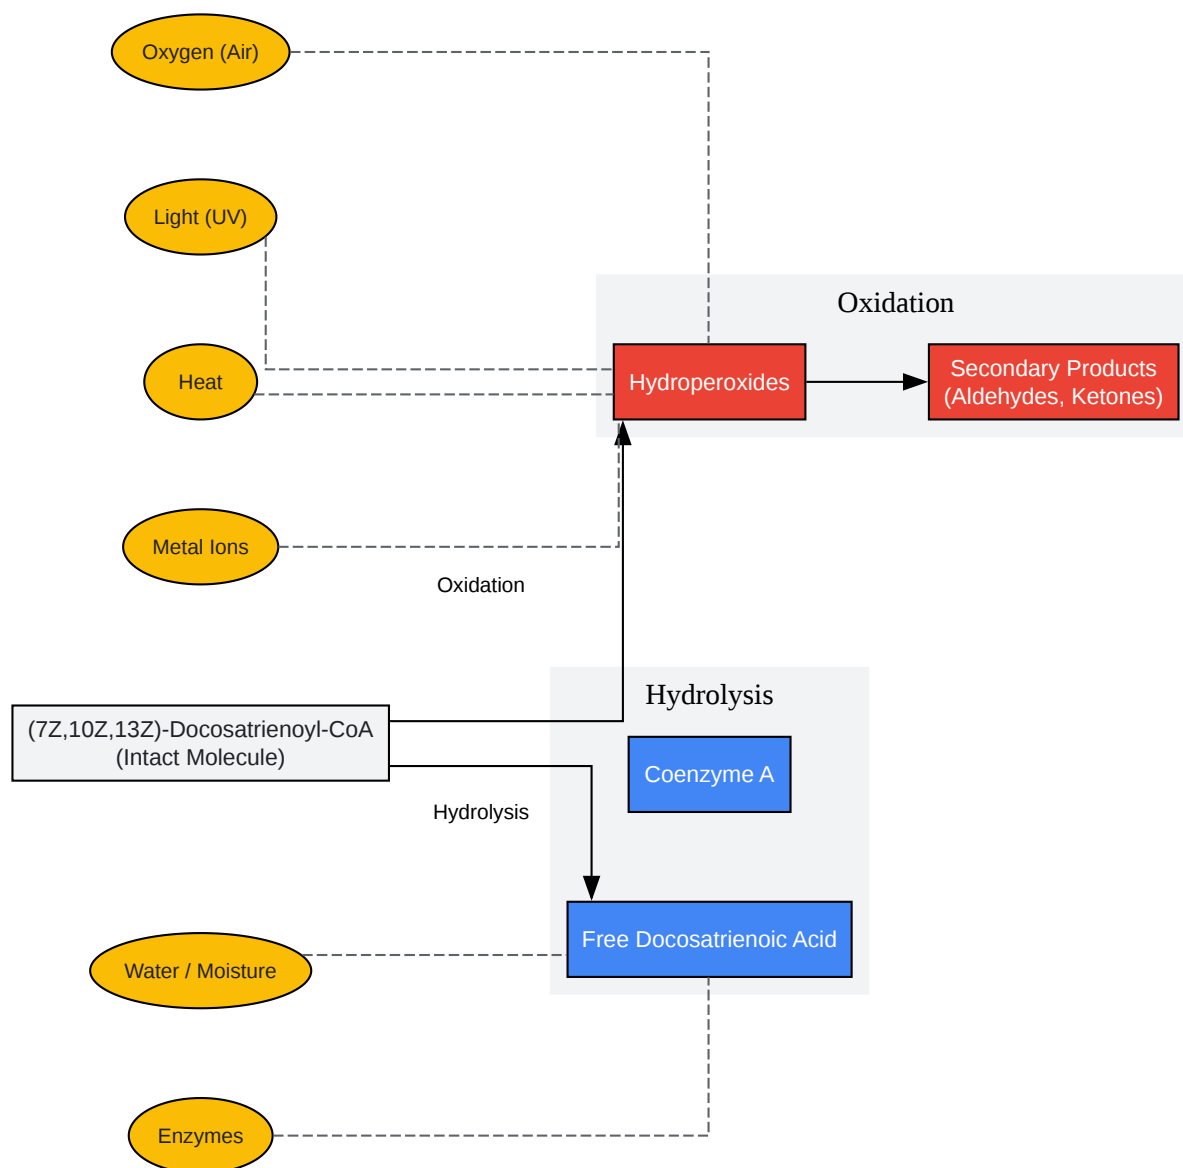 Oxygen (Air)
Light (UV)
Oxidation
Heat
Hydroperoxides
Secondary Products
(Aldehydes, Ketones)
Metal Ions
Oxidation
Hydrolysis
(7Z,10Z,13Z)-Docosatrienoyl-CoA
(Intact Molecule)
Coenzyme A
Hydrolysis
Free Docosatrienoic Acid
Water / Moisture
Enzymes